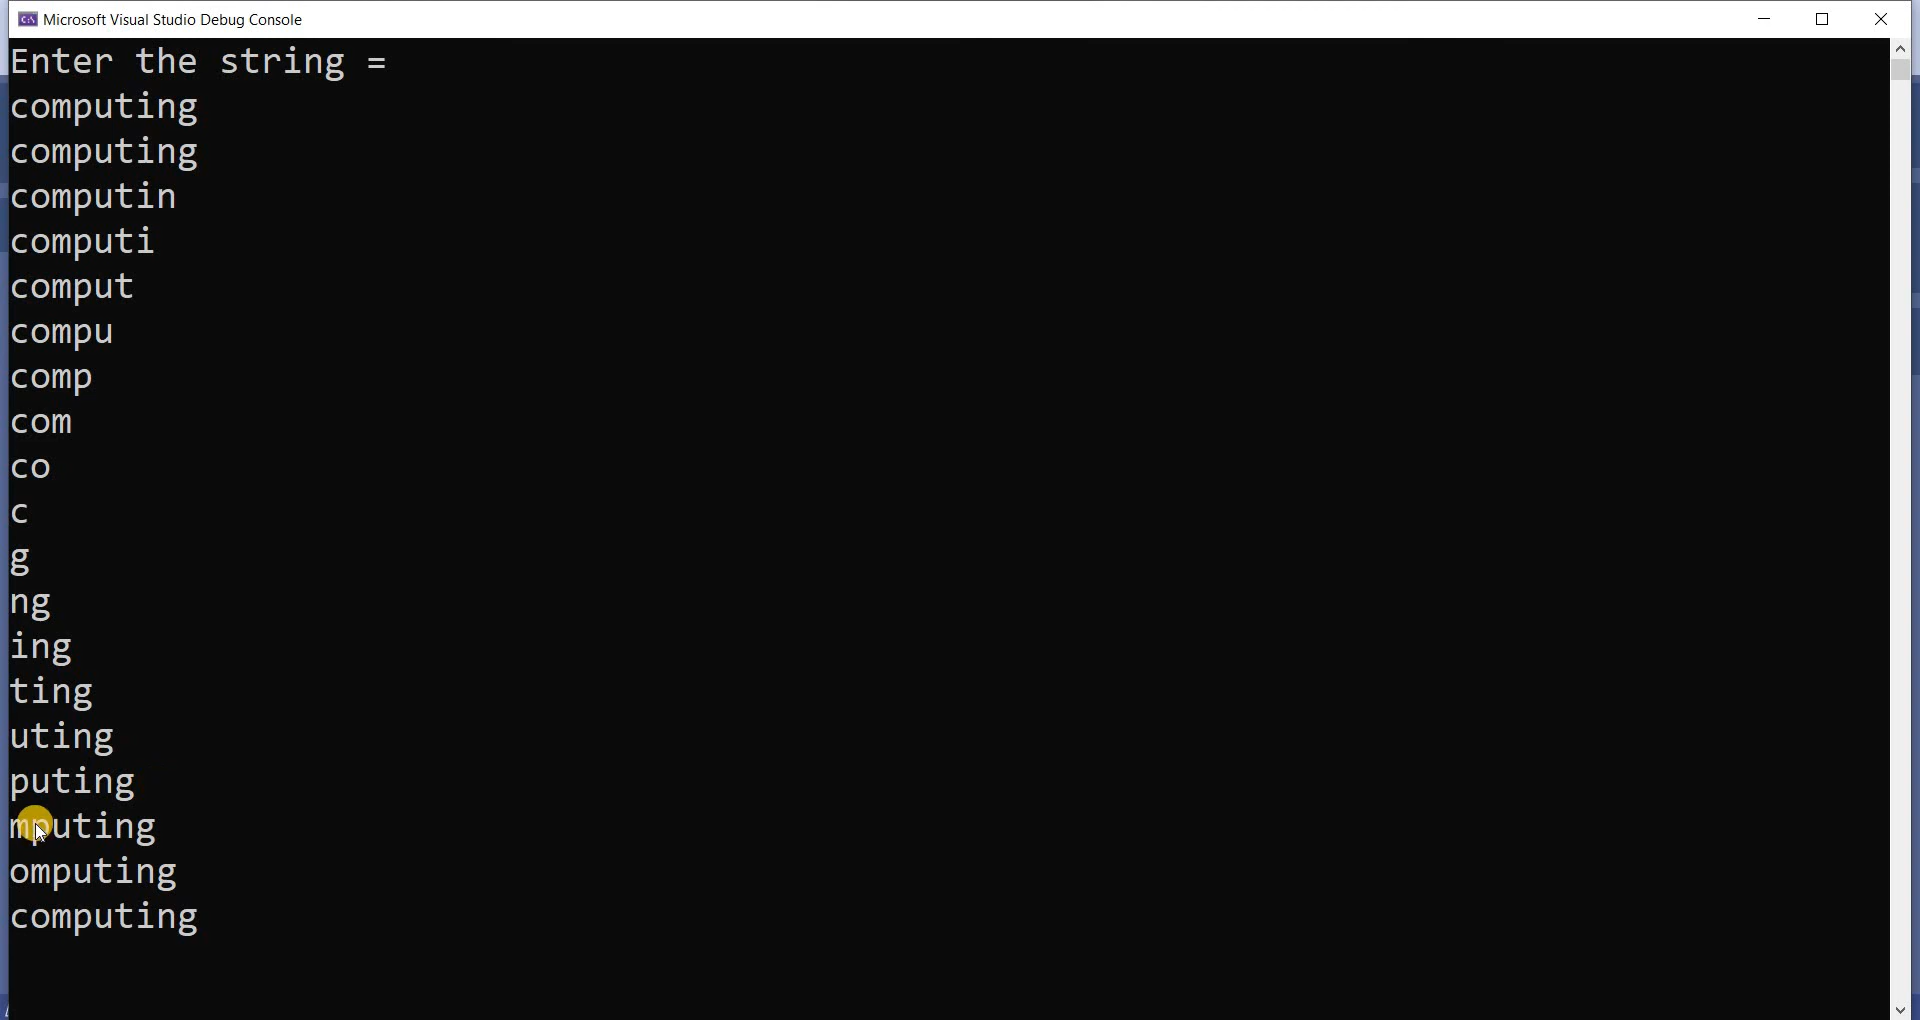 Microsoft Visual Studio Debug Console
Enter the string =
computing
computing
computin
computi
comput
compu
comp
com
co
c
g
ng
ing
ting
uting
puting
mputing
omputing
computing